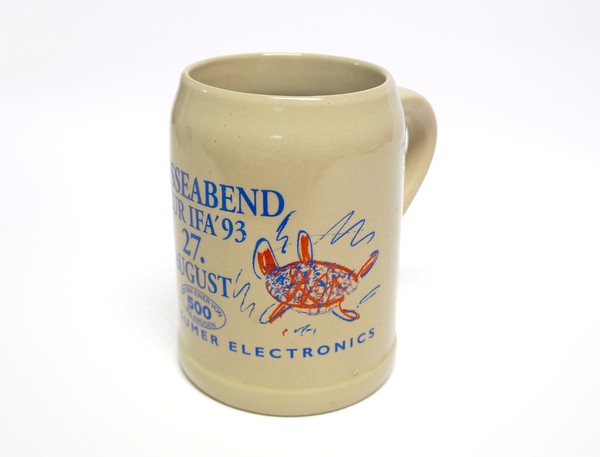 SSEABEND
UR IFA'93
27.
AUGUST
500
UMER ELECTRONICS